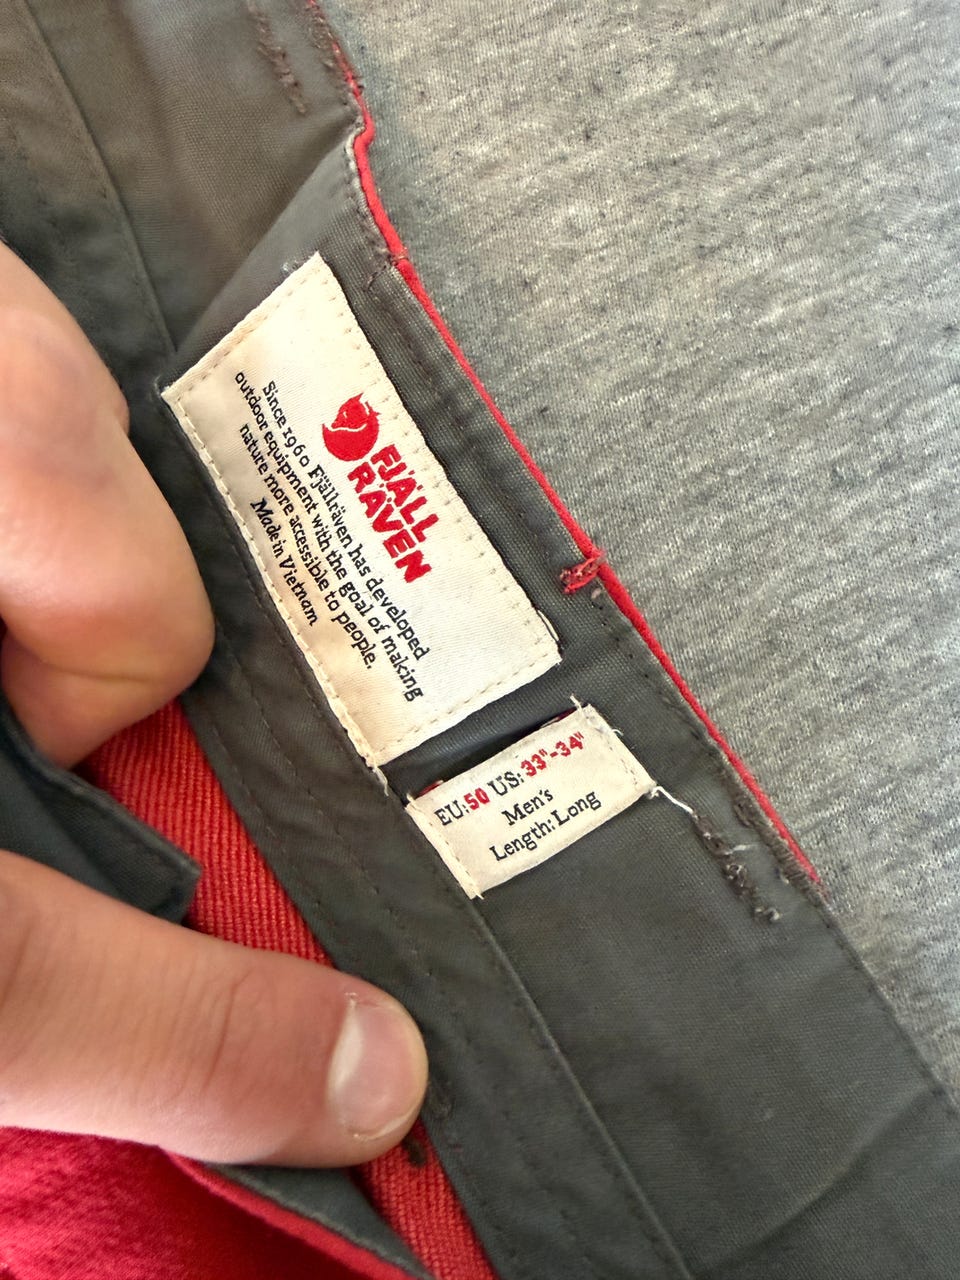 FJÄLL
RÄVEN
Since 1960 Fjällräven has developed
outdoor equipment with the goal of making
nature more accessible to people.
Made in Vietnam
EU:50 US:33"-34"
Men's
Length: Long